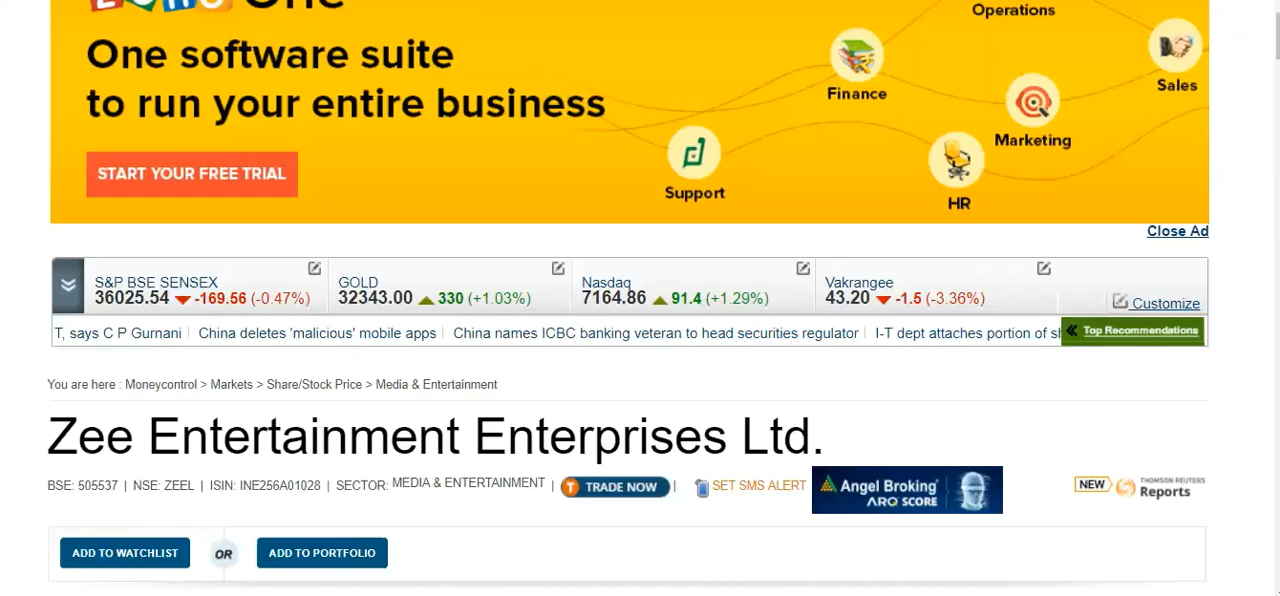 One
Operations
One software suite
to run your entire business
Finance
Sales
Marketing
START YOUR FREE TRIAL
Support
HR
Close Ad
S&P BSE SENSEX
36025.54 -169.56 (-0.47%)
GOLD
32343.00 330 (+1.03%)
Nasdaq
7164.86 91.4 (+1.29%)
Vakrangee
43.20 -1.5 (-3.36%)
Customize
T, says C P Gurnani | China deletes 'malicious' mobile apps | China names ICBC banking veteran to head securities regulator | I-T dept attaches portion of
Top Recommendations
You are here : Moneycontrol > Markets > Share/Stock Price > Media & Entertainment
Zee Entertainment Enterprises Ltd.
BSE: 505537 | NSE: ZEEL | ISIN: INE256A01028 | SECTOR: MEDIA & ENTERTAINMENT | T TRADE NOW | SET SMS ALERT
Angel Broking
ARQ SCORE
NEW
THOMSON REUTERS
Reports
ADD TO WATCHLIST OR ADD TO PORTFOLIO